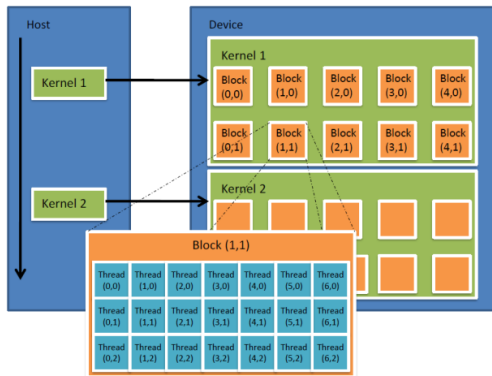 Host
Device
Kernel 1
Kernel 1
Block
(0,0)
Block
(1,0)
Block
(2,0)
Block
(3,0)
Block
(4,0)
Block
(0,1)
Block
(1,1)
Block
(2,1)
Block
(3,1)
Block
(4,1)
Kernel 2
Kernel 2
Block (1,1)
Thread
(0,0)
Thread
(1,0)
Thread
(2,0)
Thread
(3,0)
Thread
(4,0)
Thread
(5,0)
Thread
(6,0)
Thread
(0,1)
Thread
(1,1)
Thread
(2,1)
Thread
(3,1)
Thread
(4,1)
Thread
(5,1)
Thread
(6,1)
Thread
(0,2)
Thread
(1,2)
Thread
(2,2)
Thread
(3,2)
Thread
(4,2)
Thread
(5,2)
Thread
(6,2)